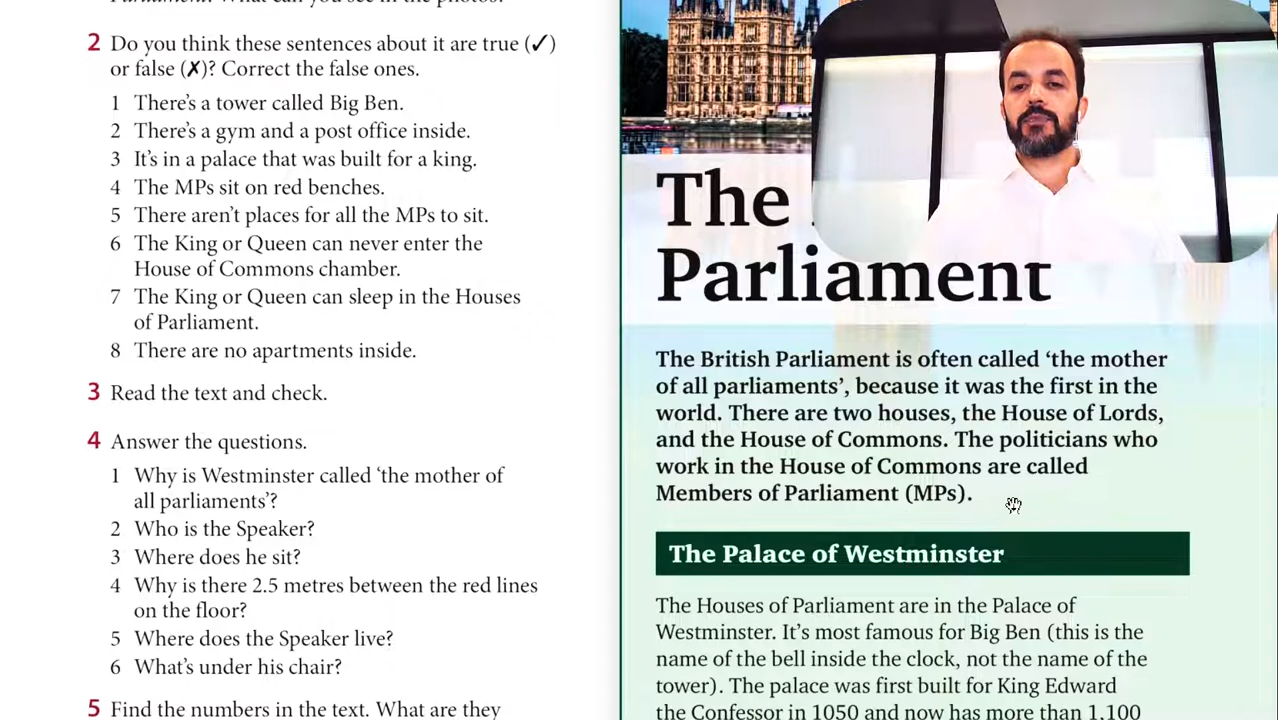 Parliament. What can you see in the photos?
2 Do you think these sentences about it are true (✓)
or false (✗)? Correct the false ones.
1 There's a tower called Big Ben.
2 There's a gym and a post office inside.
3 It's in a palace that was built for a king.
4 The MPs sit on red benches.
5 There aren't places for all the MPs to sit.
6 The King or Queen can never enter the
House of Commons chamber.
7 The King or Queen can sleep in the Houses
of Parliament.
8 There are no apartments inside.
3 Read the text and check.
4 Answer the questions.
1 Why is Westminster called 'the mother of
all parliaments'?
2 Who is the Speaker?
3 Where does he sit?
4 Why is there 2.5 metres between the red lines
on the floor?
5 Where does the Speaker live?
6 What's under his chair?
5 Find the numbers in the text. What are they
The
Parliament
The British Parliament is often called 'the mother
of all parliaments', because it was the first in the
world. There are two houses, the House of Lords,
and the House of Commons. The politicians who
work in the House of Commons are called
Members of Parliament (MPs).
The Palace of Westminster
The Houses of Parliament are in the Palace of
Westminster. It's most famous for Big Ben (this is the
name of the bell inside the clock, not the name of the
tower). The palace was first built for King Edward
the Confessor in 1050 and now has more than 1,100